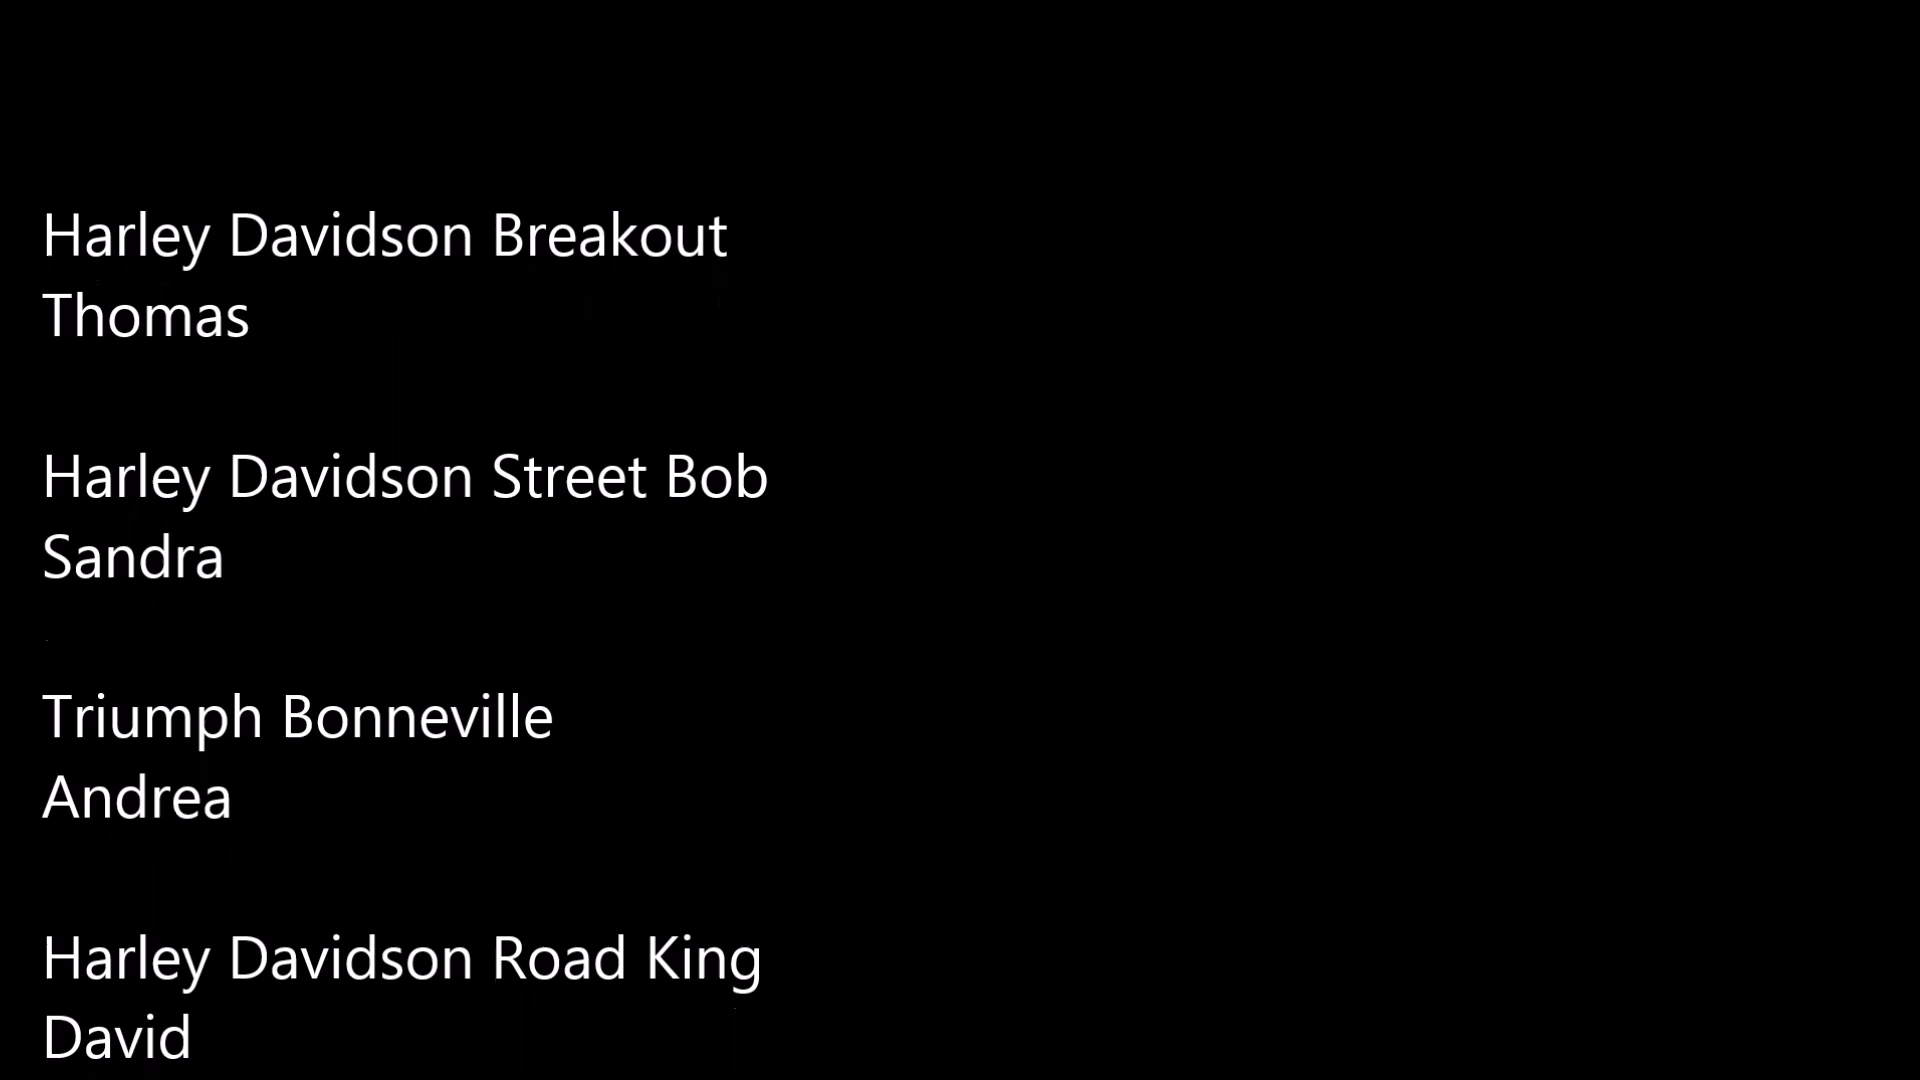 Harley Davidson Breakout
Thomas
Harley Davidson Street Bob
Sandra
Triumph Bonneville
Andrea
Harley Davidson Road King
David